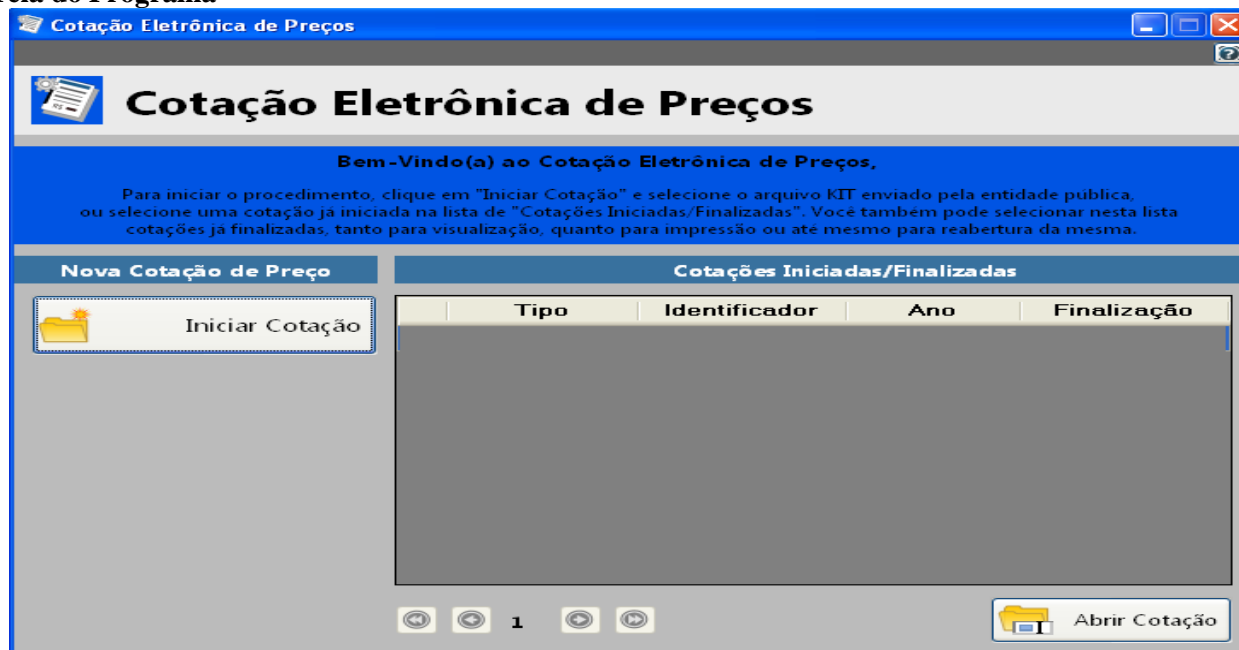 do Programa
Cotação Eletrônica de Preços
Cotação Eletrônica de Preços
Bem-Vindo(a) ao Cotação Eletrônica de Preços,
Para iniciar o procedimento, clique em "Iniciar Cotação" e selecione o arquivo KIT enviado pela entidade pública,
ou selecione uma cotação já iniciada na lista de "Cotações Iniciadas/Finalizadas". Você também pode selecionar nesta lista
cotações já finalizadas, tanto para visualização, quanto para impressão ou até mesmo para reabertura da mesma.
Nova Cotação de Preço
Cotações Iniciadas/Finalizadas
Iniciar Cotação
Tipo Identificador Ano Finalização
1
Abrir Cotação